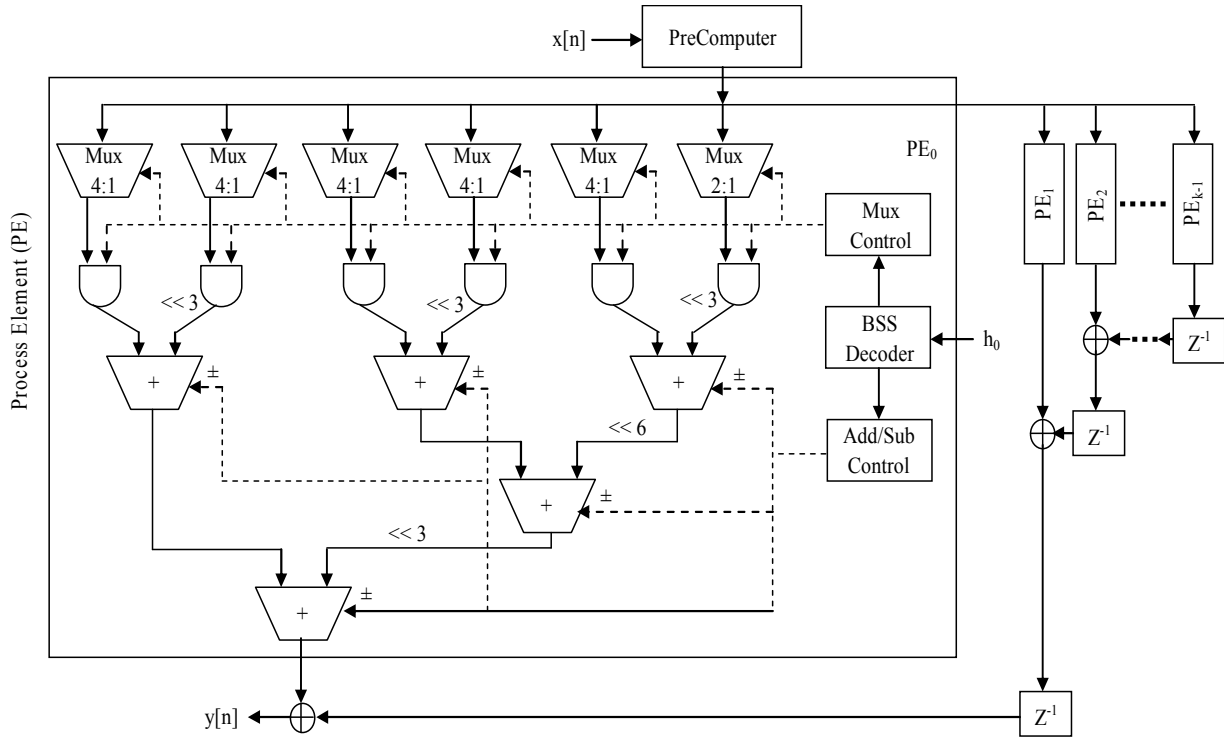 x[n]
PreComputer
Process Element (PE)
Mux
4:1
Mux
4:1
Mux
4:1
Mux
4:1
Mux
4:1
Mux
2:1
PE₀
PE₁
PE₂
PEₖ₋₁
Mux
Control
<< 3
<< 3
<< 3
BSS
Decoder
h₀
Z⁻¹
+
±
+
±
+
±
<< 6
Add/Sub
Control
Z⁻¹
+
±
<< 3
+
±
y[n]
Z⁻¹